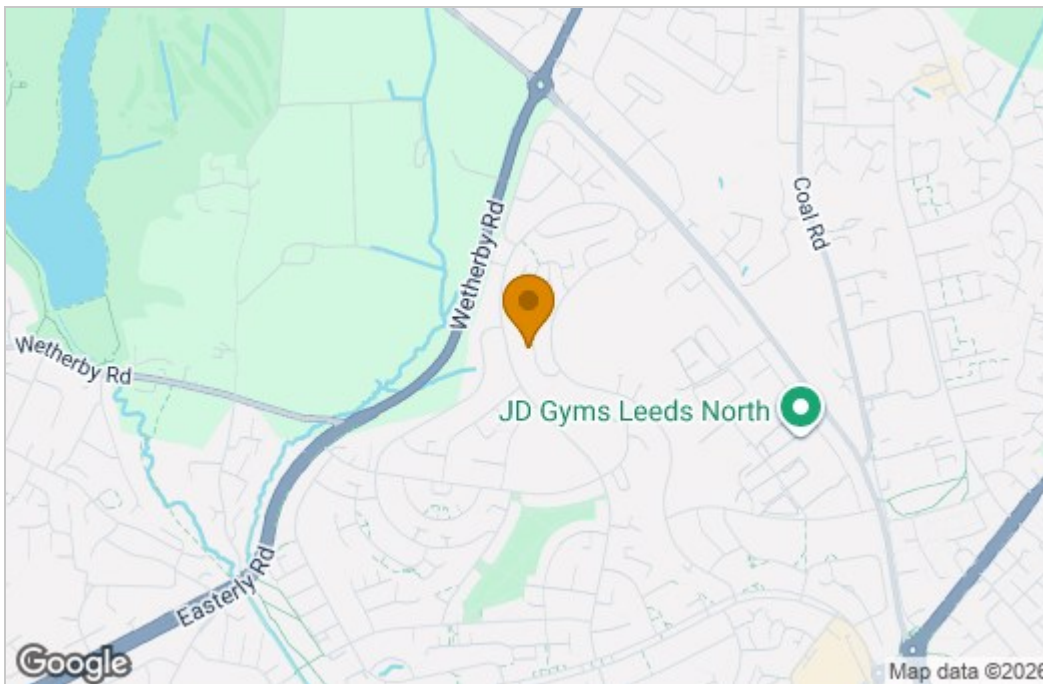 Coal Rd
Wetherby Rd
Wetherby Rd
JD Gyms Leeds North
Easterly Rd
Google
Map data ©2026